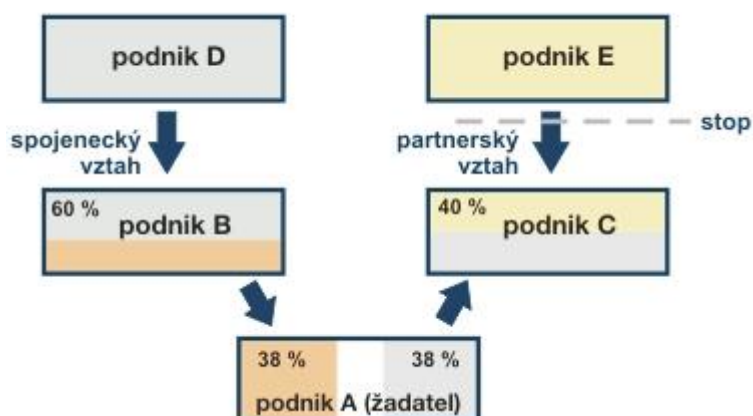 podnik D
podnik E
stop
spojenecký
vztah
partnerský
vztah
60 %
podnik B
40 %
podnik C
38 %
38 %
podnik A (žadatel)